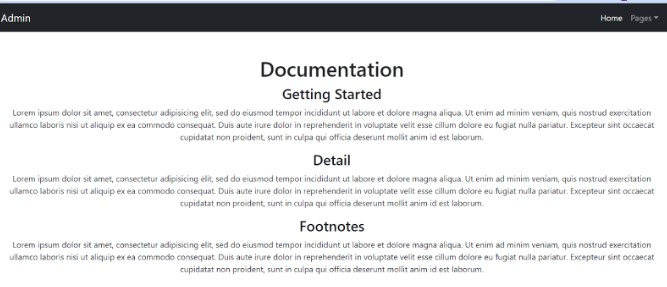 Admin
Home Pages
Documentation
Getting Started
Lorem ipsum dolor sit amet, consectetur adipisicing elit, sed do eiusmod tempor incididunt ut labore et dolore magna aliqua. Ut enim ad minim veniam, quis nostrud exercitation
ullamco laboris nisi ut aliquip ex ea commodo consequat. Duis aute irure dolor in reprehenderit in voluptate velit esse cillum dolore eu fugiat nulla pariatur. Excepteur sint occaecat
cupidatat non proident, sunt in culpa qui officia deserunt mollit anim id est laborum.
Detail
Lorem ipsum dolor sit amet, consectetur adipisicing elit, sed do eiusmod tempor incididunt ut labore et dolore magna aliqua. Ut enim ad minim veniam, quis nostrud exercitation
ullamco laboris nisi ut aliquip ex ea commodo consequat. Duis aute irure dolor in reprehenderit in voluptate velit esse cillum dolore eu fugiat nulla pariatur. Excepteur sint occaecat
cupidatat non proident, sunt in culpa qui officia deserunt mollit anim id est laborum.
Footnotes
Lorem ipsum dolor sit amet, consectetur adipisicing elit, sed do eiusmod tempor incididunt ut labore et dolore magna aliqua. Ut enim ad minim veniam, quis nostrud exercitation
ullamco laboris nisi ut aliquip ex ea commodo consequat. Duis aute irure dolor in reprehenderit in voluptate velit esse cillum dolore eu fugiat nulla pariatur. Excepteur sint occaecat
cupidatat non proident, sunt in culpa qui officia deserunt mollit anim id est laborum.